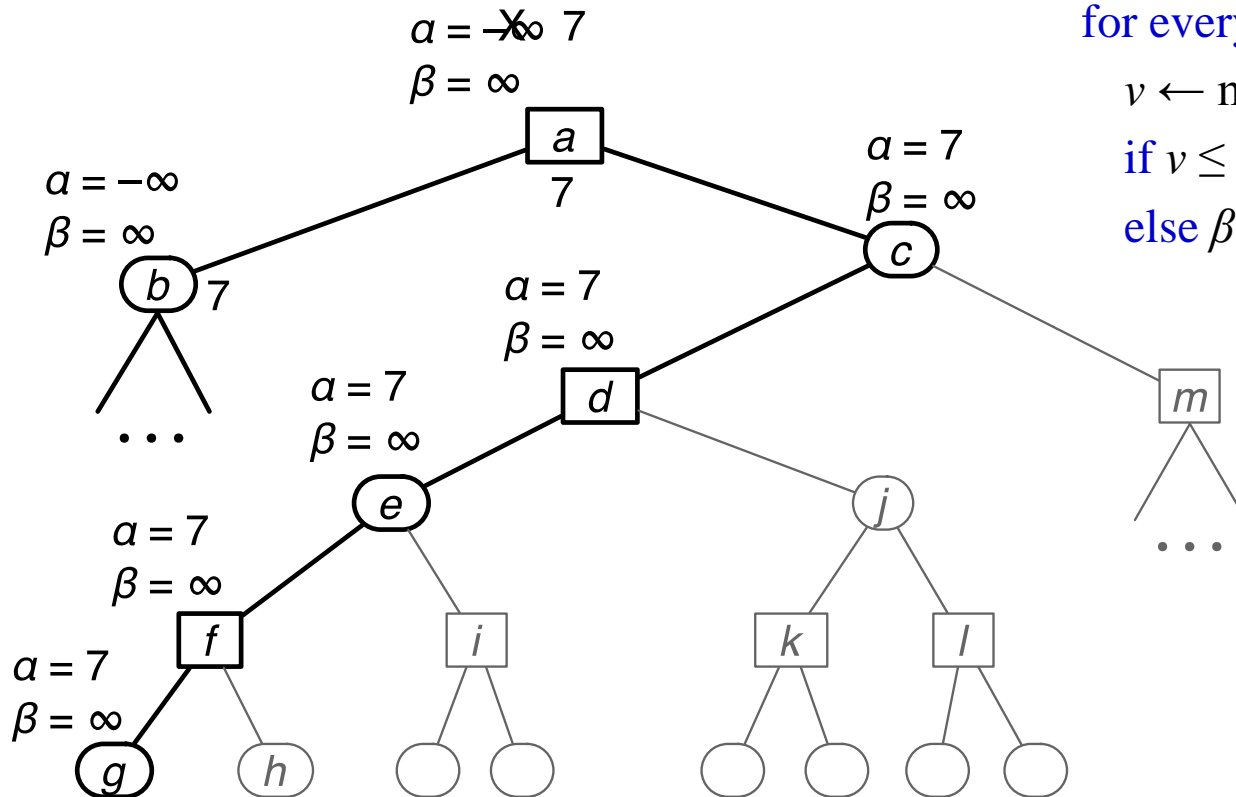 α = –∞ 7
β = ∞
a
7
α = –∞
β = ∞
b 7
. . .
α = 7
β = ∞
c
α = 7
β = ∞
d
m
. . .
α = 7
β = ∞
e
j
α = 7
β = ∞
f
i
k
l
α = 7
β = ∞
g
h
for every
v ← m
if v ≤
else β